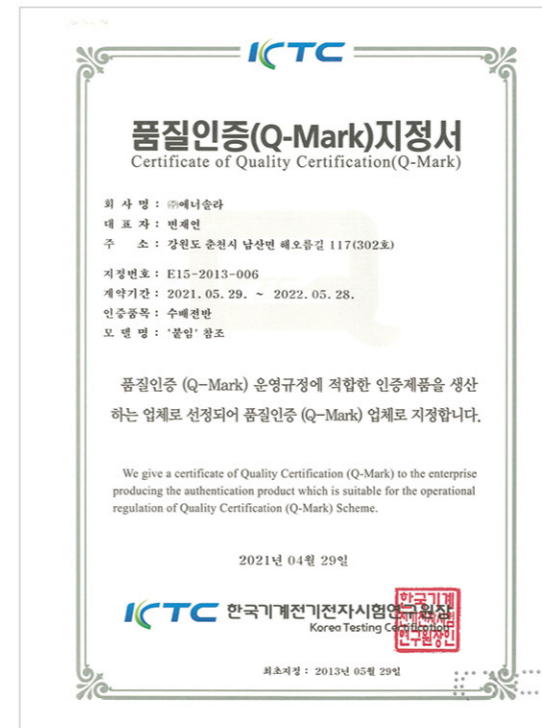 KTC
품질인증(Q-Mark)지정서
Certificate of Quality Certification(Q-Mark)
회 사 명 : ㈜에너솔라
대 표 자 : 변재연
주 소 : 강원도 춘천시 남산면 해오름길 117(302호)
지정번호 : E15-2013-006
계약기간 : 2021. 05. 29. ~ 2022. 05. 28.
인증품목 : 수배전반
모 델 명 : '붙임' 참조
품질인증 (Q-Mark) 운영규정에 적합한 인증제품을 생산
하는 업체로 선정되어 품질인증 (Q-Mark) 업체로 지정합니다.
We give a certificate of Quality Certification (Q-Mark) to the enterprise
producing the authentication product which is suitable for the operational
regulation of Quality Certification (Q-Mark) Scheme.
2021년 04월 29일
KTC 한국기계전기전자시험연구원장
Korea Testing Certification
최초지정 : 2013년 05월 29일